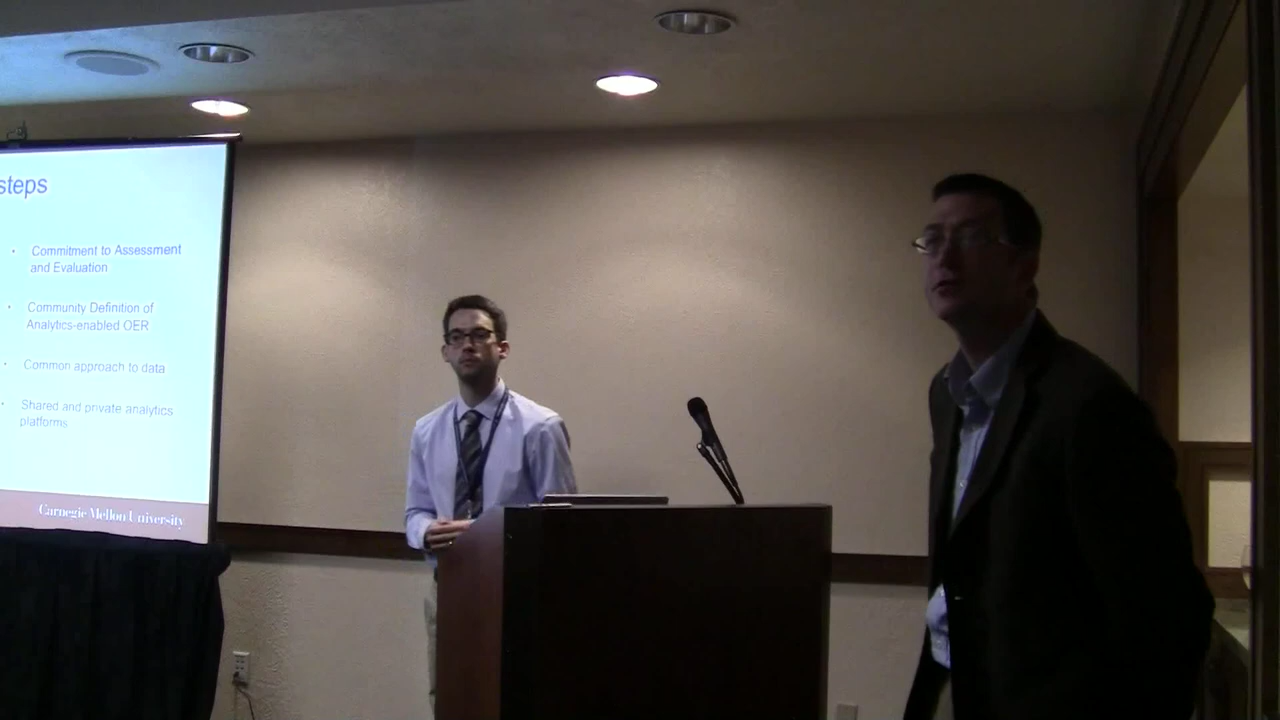 steps
• Commitment to Assessment
and Evaluation
• Community Definition of
Analytics-enabled OER
• Common approach to data
• Shared and private analytics
platforms
Carnegie Mellon University